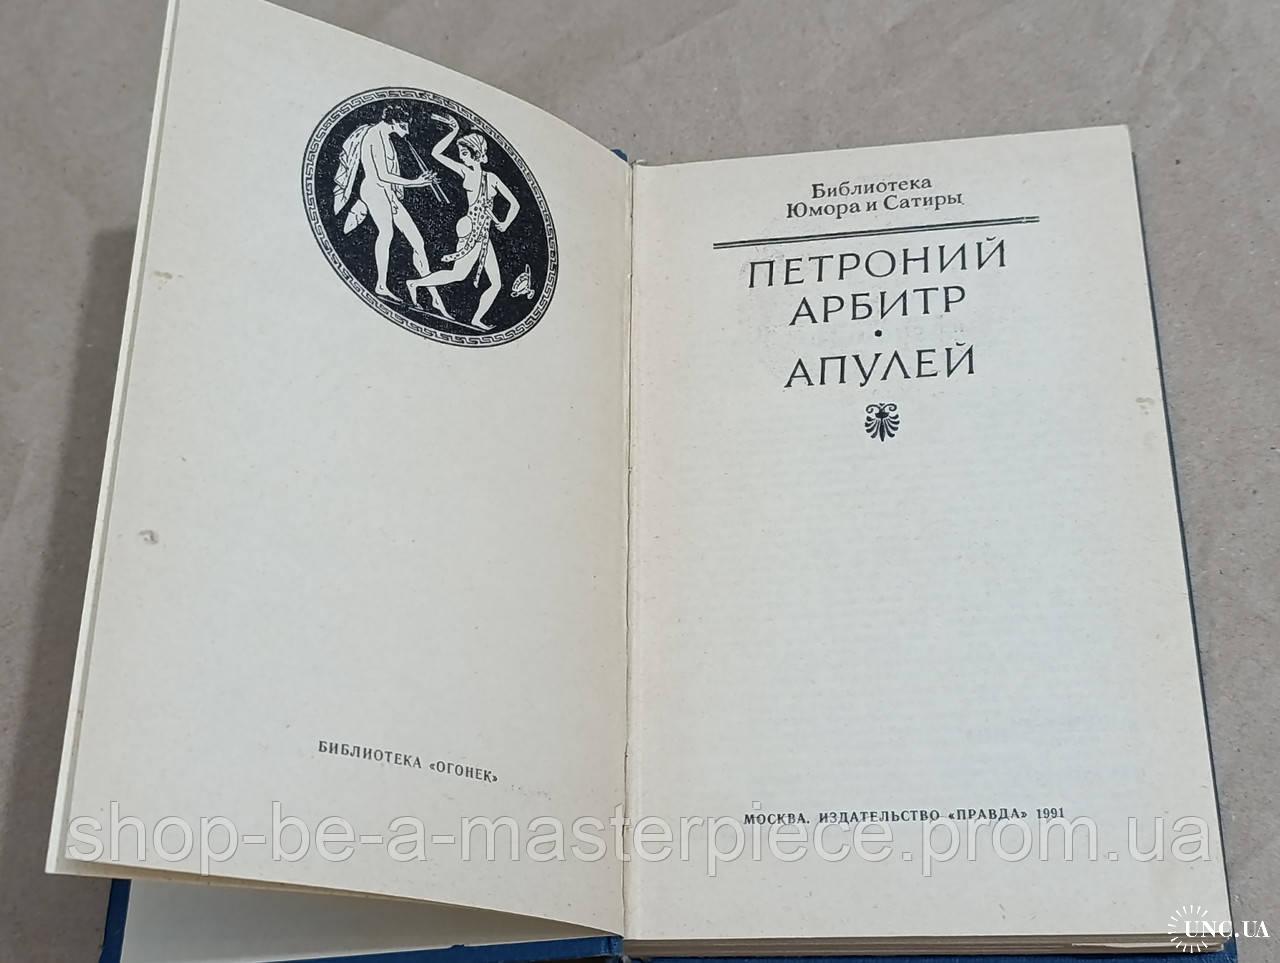 БИБЛИОТЕКА «ОГОНЕК»
Библиотека
Юмора и Сатиры
ПЕТРОНИЙ
АРБИТР
•
АПУЛЕЙ
МОСКВА. ИЗДАТЕЛЬСТВО «ПРАВДА» 1991
shop-be-a-masterpiece.prom.ua
UNC.UA